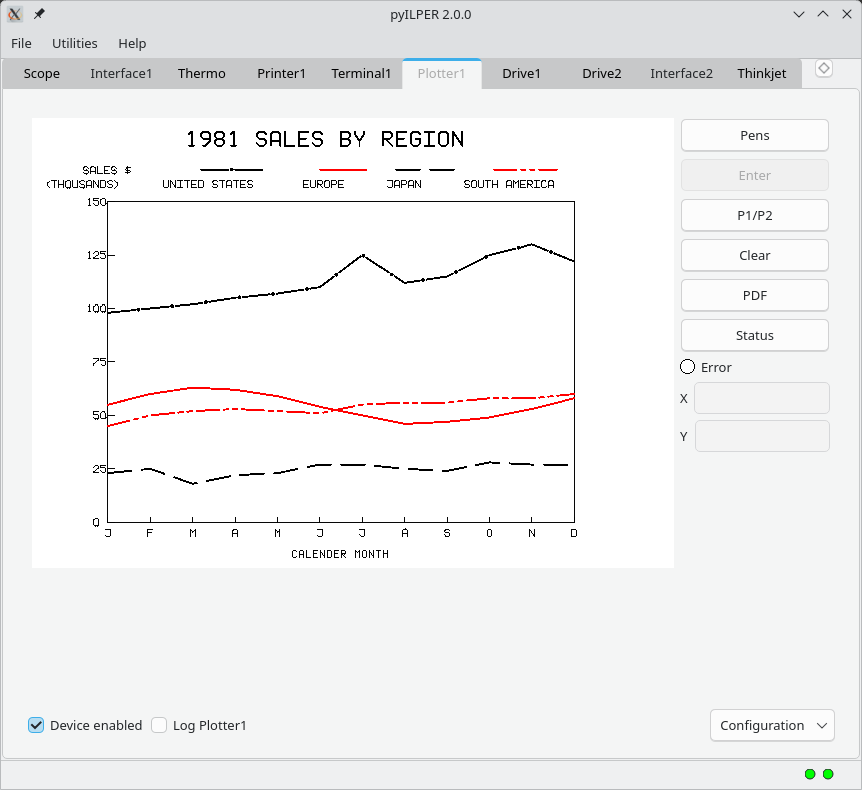 pyILPER 2.0.0
File Utilities Help
Scope Interface1 Thermo Printer1 Terminal1 Plotter1 Drive1 Drive2 Interface2 Thinkjet
1981 SALES BY REGION
SALES $
(THOUSANDS) UNITED STATES EUROPE JAPAN SOUTH AMERICA
150
125
100
75
50
25
0
J F M A M J J A S O N D
CALENDER MONTH
Pens
Enter
P1/P2
Clear
PDF
Status
Error
X
Y
Device enabled Log Plotter1 Configuration